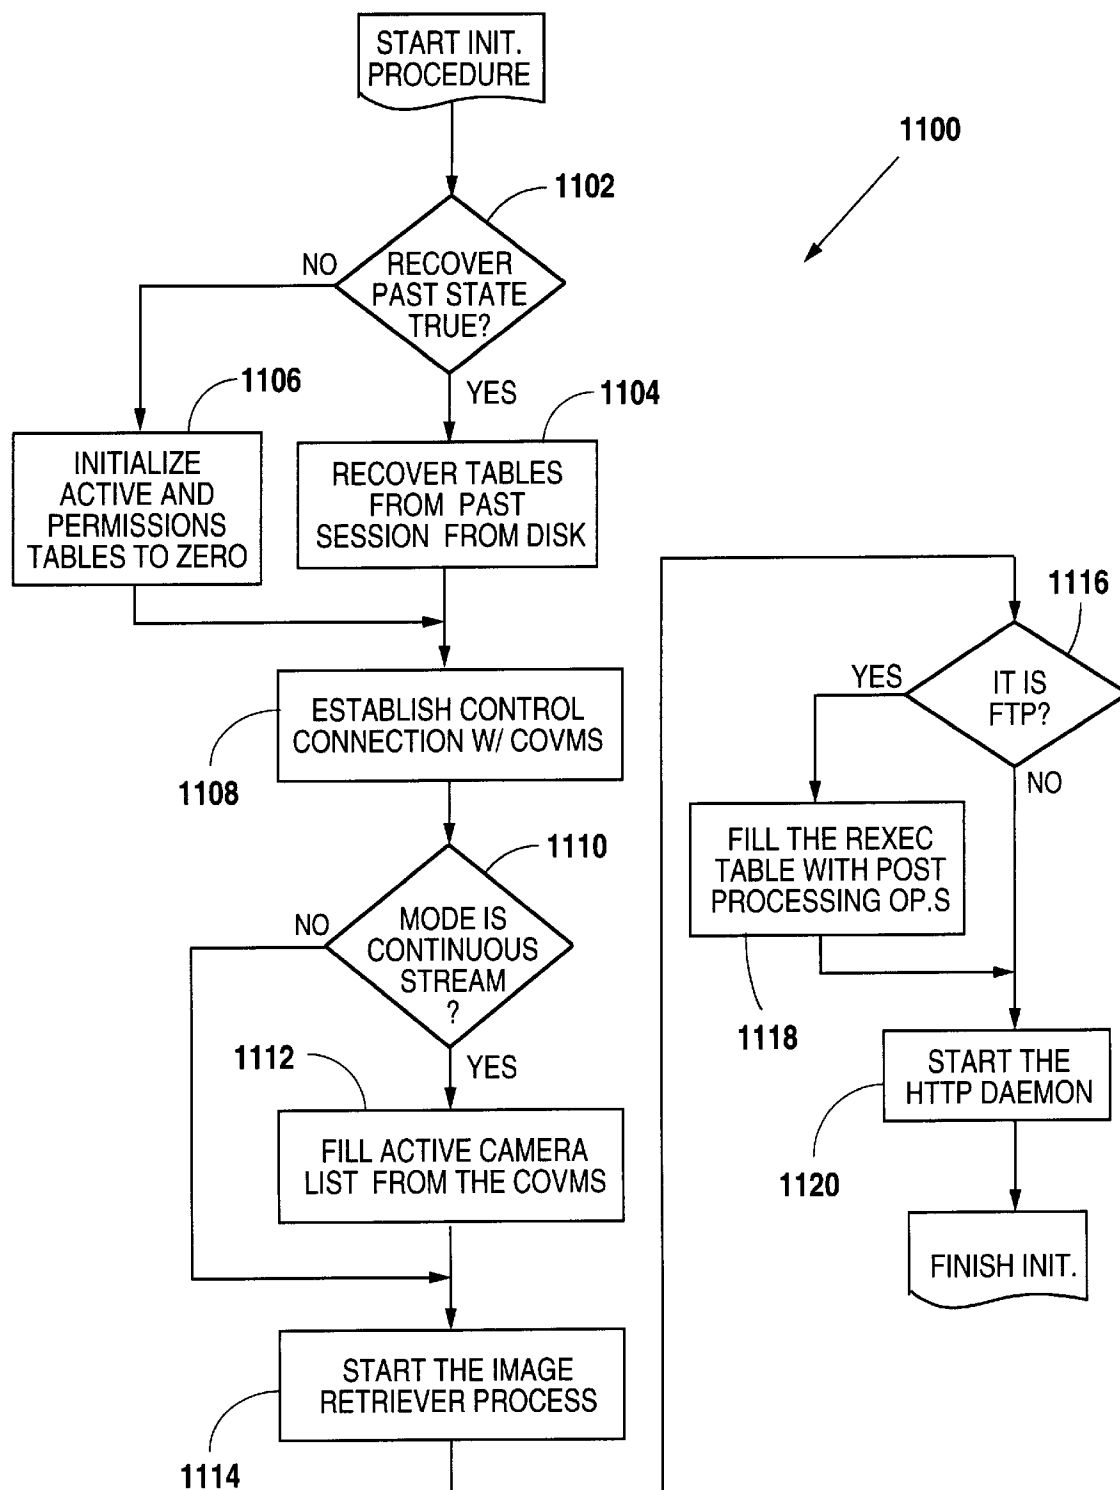 START INIT.
PROCEDURE
1100
1102
RECOVER
PAST STATE
TRUE?
NO
YES
1106
INITIALIZE
ACTIVE AND
PERMISSIONS
TABLES TO ZERO
1104
RECOVER TABLES
FROM PAST
SESSION FROM DISK
ESTABLISH CONTROL
CONNECTION W/ COVMS
1108
1110
MODE IS
CONTINUOUS
STREAM
?
NO
YES
1112
FILL ACTIVE CAMERA
LIST FROM THE COVMS
START THE IMAGE
RETRIEVER PROCESS
1114
1116
IT IS
FTP?
YES
NO
FILL THE REXEC
TABLE WITH POST
PROCESSING OP.S
1118
START THE
HTTP DAEMON
1120
FINISH INIT.